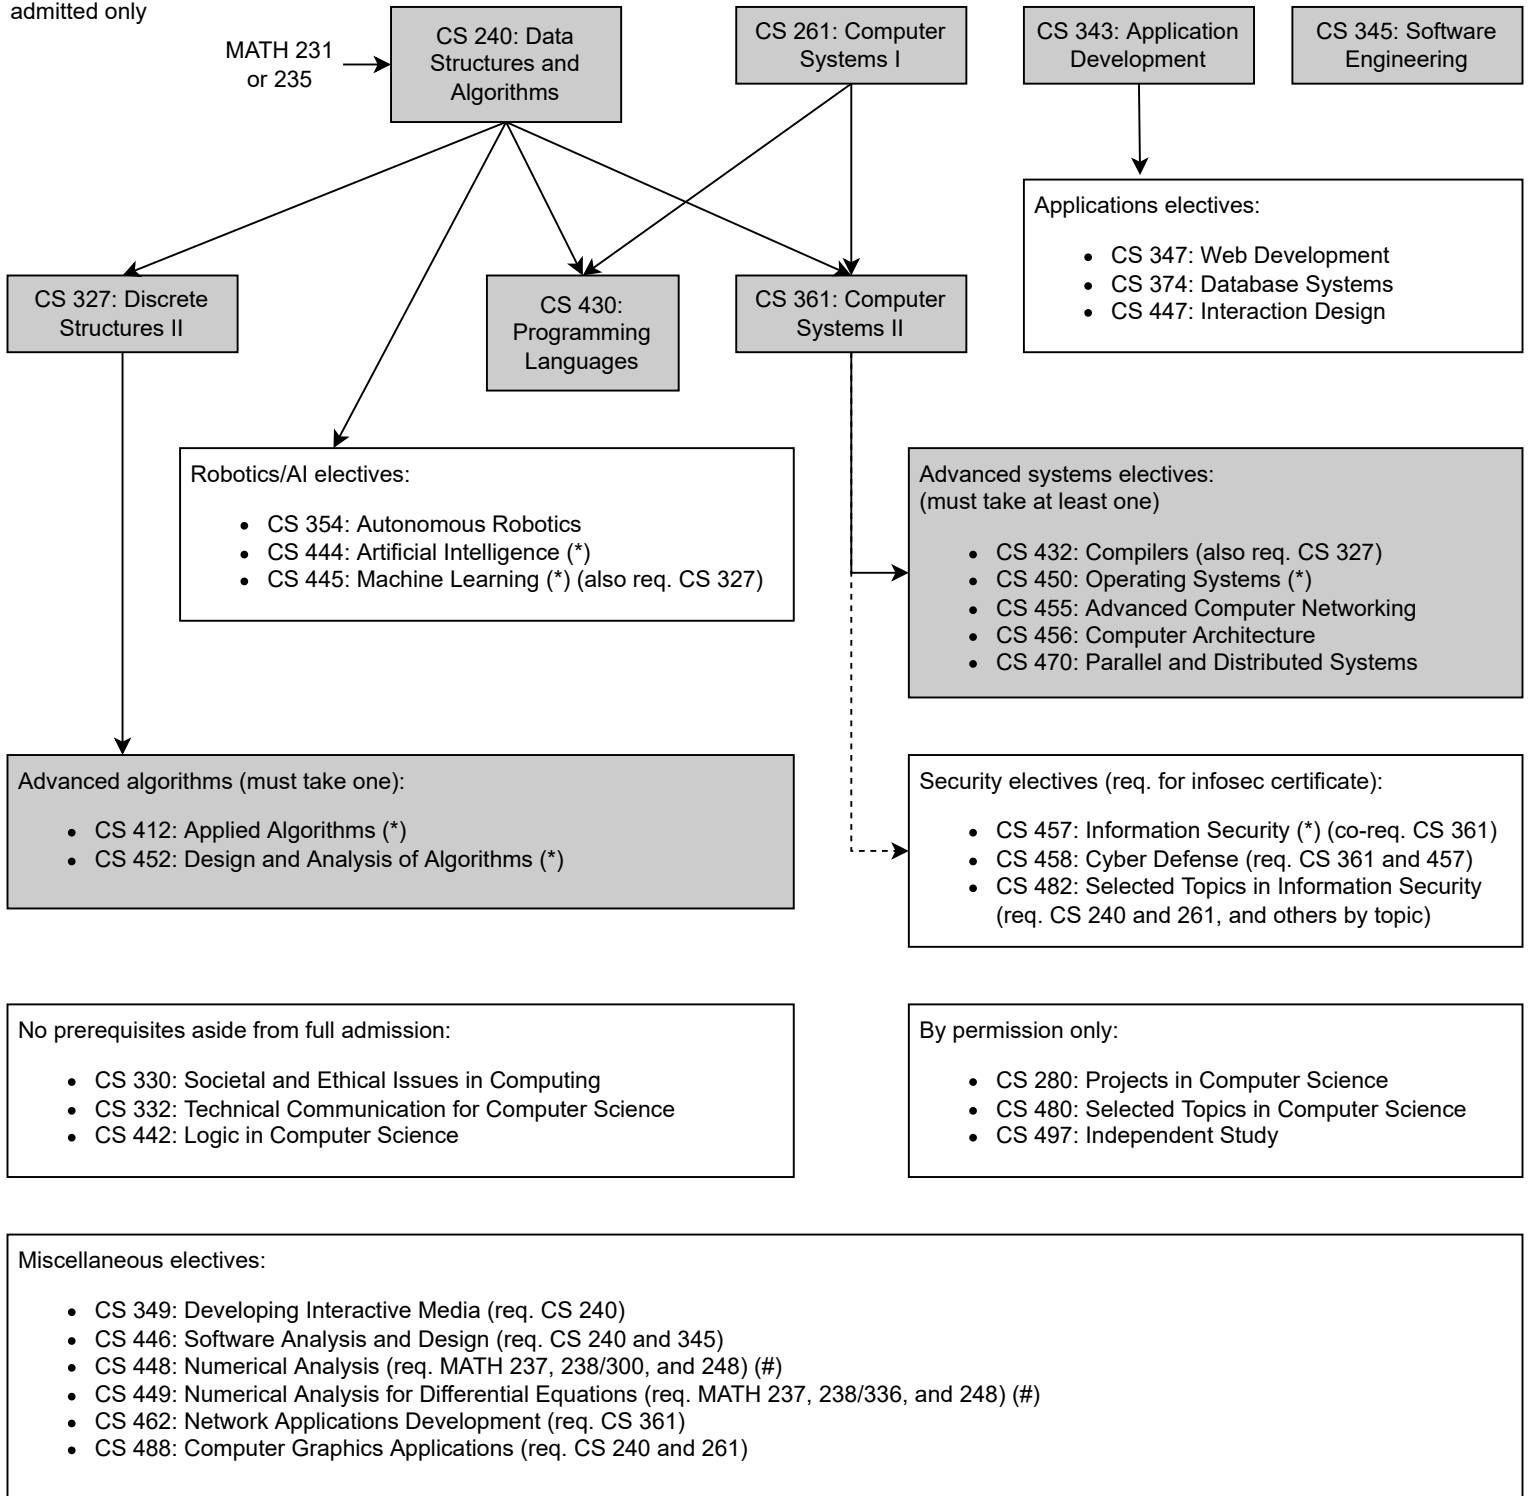 admitted only
MATH 231
or 235
CS 240: Data
Structures and
Algorithms
CS 261: Computer
Systems I
CS 343: Application
Development
CS 345: Software
Engineering
Applications electives:
• CS 347: Web Development
• CS 374: Database Systems
• CS 447: Interaction Design
CS 327: Discrete
Structures II
CS 430:
Programming
Languages
CS 361: Computer
Systems II
Robotics/AI electives:
• CS 354: Autonomous Robotics
• CS 444: Artificial Intelligence (*)
• CS 445: Machine Learning (*) (also req. CS 327)
Advanced systems electives:
(must take at least one)
• CS 432: Compilers (also req. CS 327)
• CS 450: Operating Systems (*)
• CS 455: Advanced Computer Networking
• CS 456: Computer Architecture
• CS 470: Parallel and Distributed Systems
Advanced algorithms (must take one):
• CS 412: Applied Algorithms (*)
• CS 452: Design and Analysis of Algorithms (*)
Security electives (req. for infosec certificate):
• CS 457: Information Security (*) (co-req. CS 361)
• CS 458: Cyber Defense (req. CS 361 and 457)
• CS 482: Selected Topics in Information Security
(req. CS 240 and 261, and others by topic)
No prerequisites aside from full admission:
• CS 330: Societal and Ethical Issues in Computing
• CS 332: Technical Communication for Computer Science
• CS 442: Logic in Computer Science
By permission only:
• CS 280: Projects in Computer Science
• CS 480: Selected Topics in Computer Science
• CS 497: Independent Study
Miscellaneous electives:
• CS 349: Developing Interactive Media (req. CS 240)
• CS 446: Software Analysis and Design (req. CS 240 and 345)
• CS 448: Numerical Analysis (req. MATH 237, 238/300, and 248) (#)
• CS 449: Numerical Analysis for Differential Equations (req. MATH 237, 238/336, and 248) (#)
• CS 462: Network Applications Development (req. CS 361)
• CS 488: Computer Graphics Applications (req. CS 240 and 261)